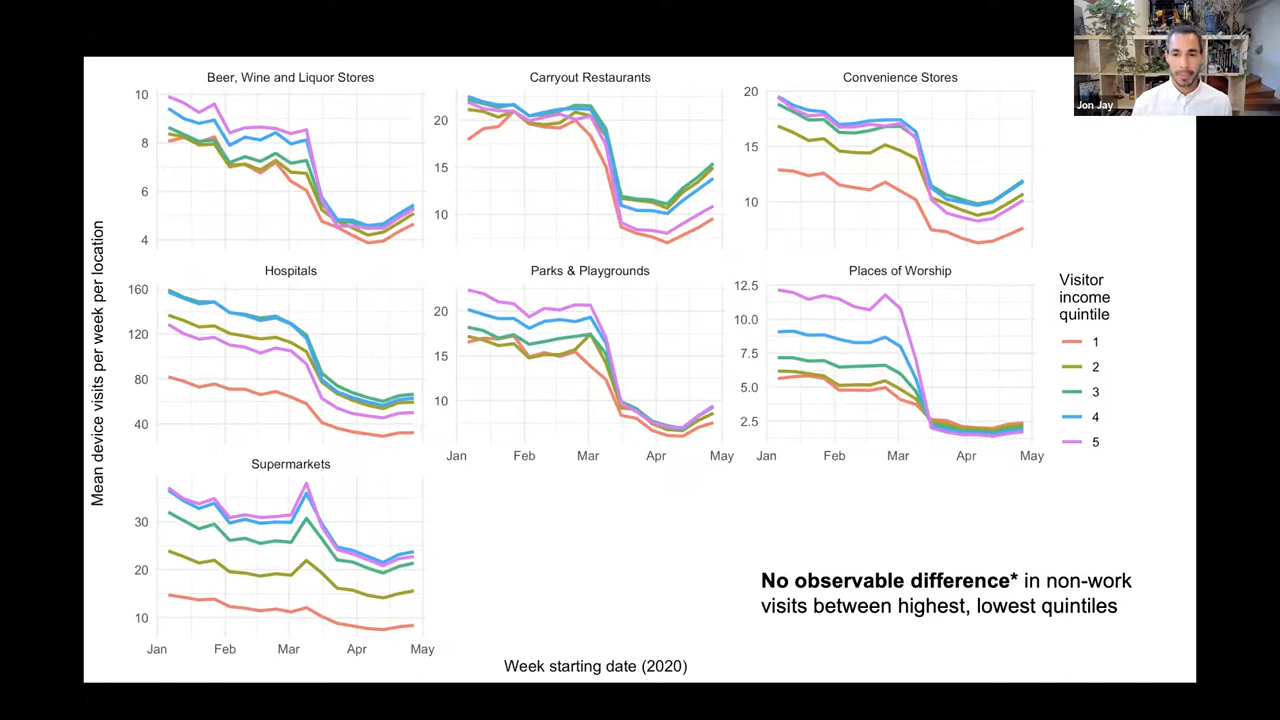 Jon Jay
Beer, Wine and Liquor Stores
10
8
6
4
Carryout Restaurants
20
15
10
Convenience Stores
20
15
10
Mean device visits per week per location
Hospitals
160
120
80
40
Parks & Playgrounds
20
15
10
Jan Feb Mar Apr May
Places of Worship
12.5
10.0
7.5
5.0
2.5
Jan Feb Mar Apr May
Visitor
income
quintile
1
2
3
4
5
Supermarkets
30
20
10
Jan Feb Mar Apr May
No observable difference* in non-work
visits between highest, lowest quintiles
Week starting date (2020)